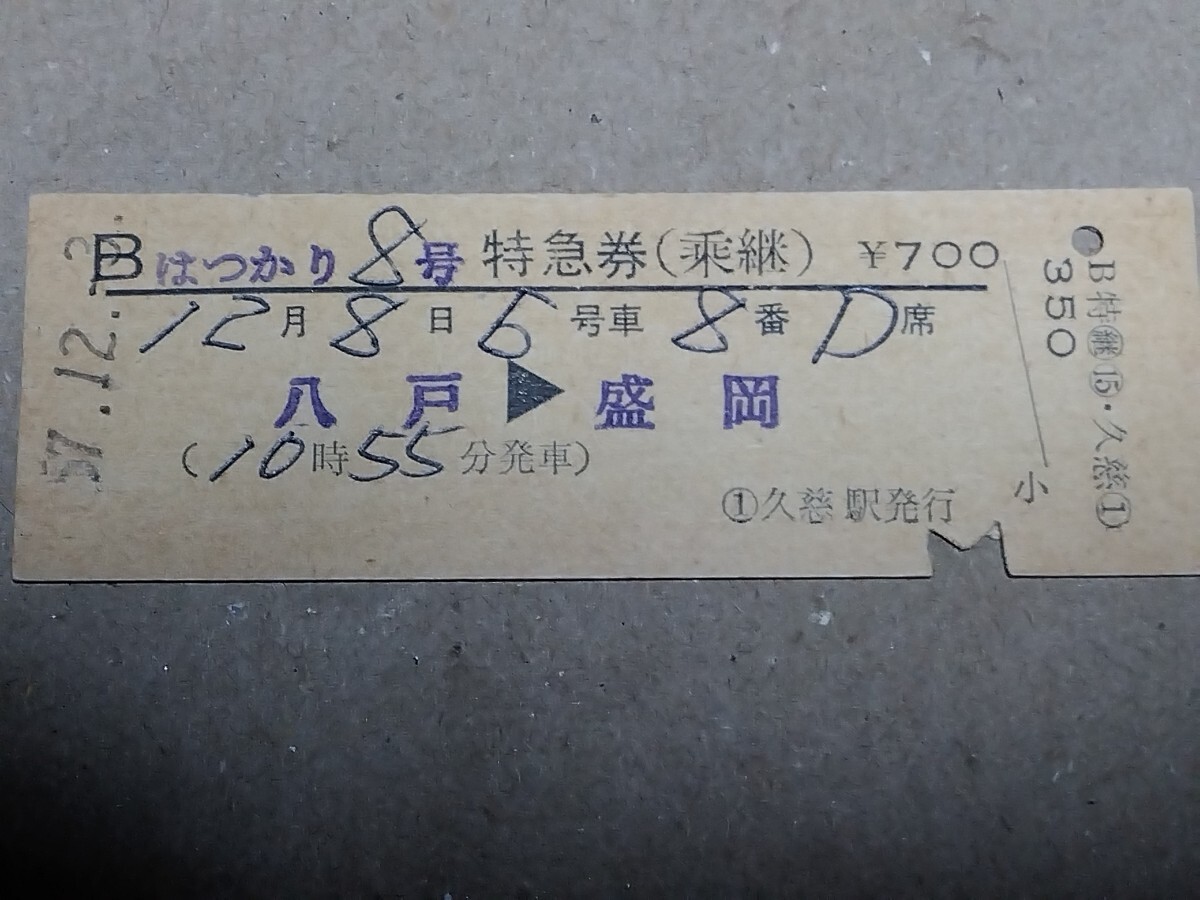 B はつかり 8号 特急券(乗継) ¥700
12月 8日 6号車 8番 D席
八戸 ▶ 盛岡
(10時55分発車)
①久慈駅発行
小
350
B特㊣⑮・久慈①
57.12.